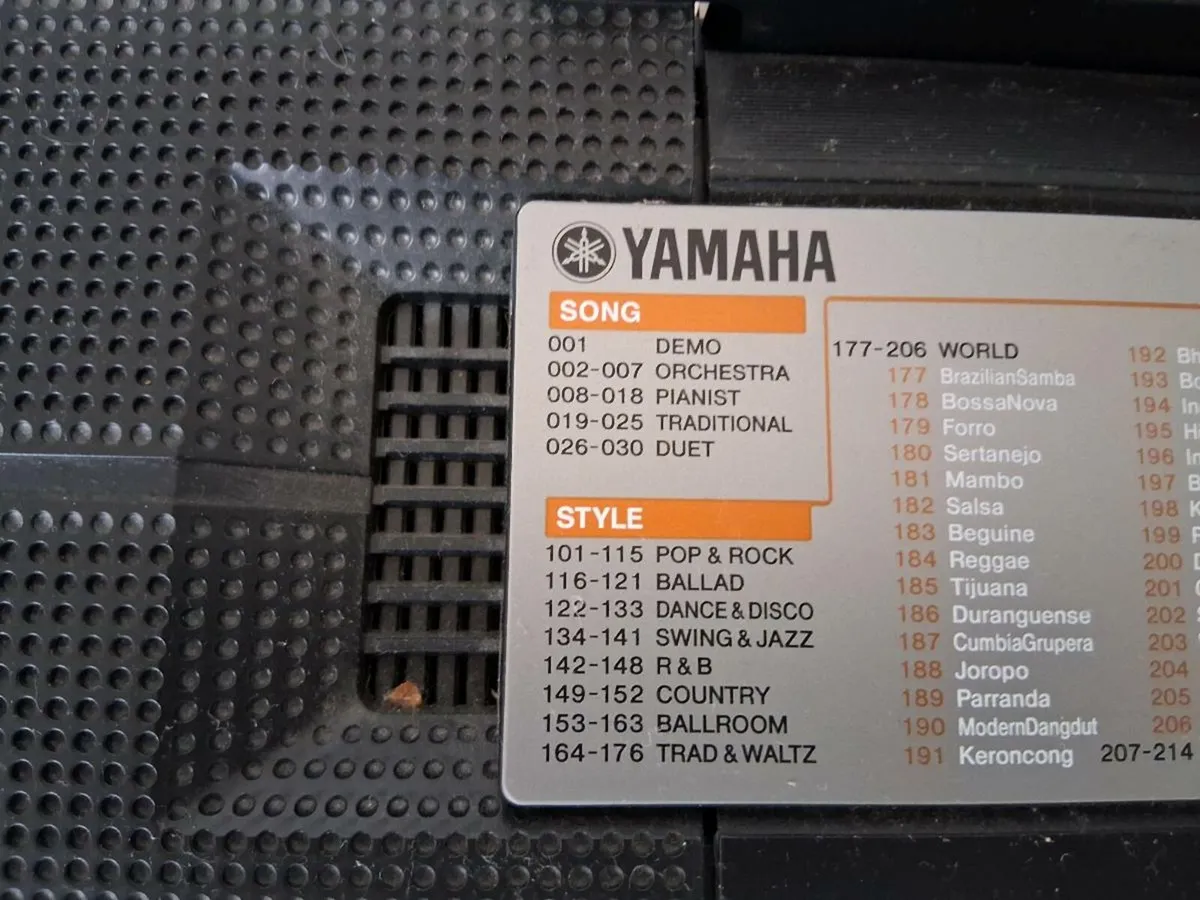 YAMAHA
SONG
001 DEMO
002-007 ORCHESTRA
008-018 PIANIST
019-025 TRADITIONAL
026-030 DUET
STYLE
101-115 POP & ROCK
116-121 BALLAD
122-133 DANCE & DISCO
134-141 SWING & JAZZ
142-148 R & B
149-152 COUNTRY
153-163 BALLROOM
164-176 TRAD & WALTZ
177-206 WORLD
177 BrazilianSamba
178 BossaNova
179 Forro
180 Sertanejo
181 Mambo
182 Salsa
183 Beguine
184 Reggae
185 Tijuana
186 Duranguense
187 CumbiaGrupera
188 Joropo
189 Parranda
190 ModernDangdut
191 Keroncong
192 Bh
193
194 In
195
196
197
198
199
200
201
202
203
204
205
206
207-214